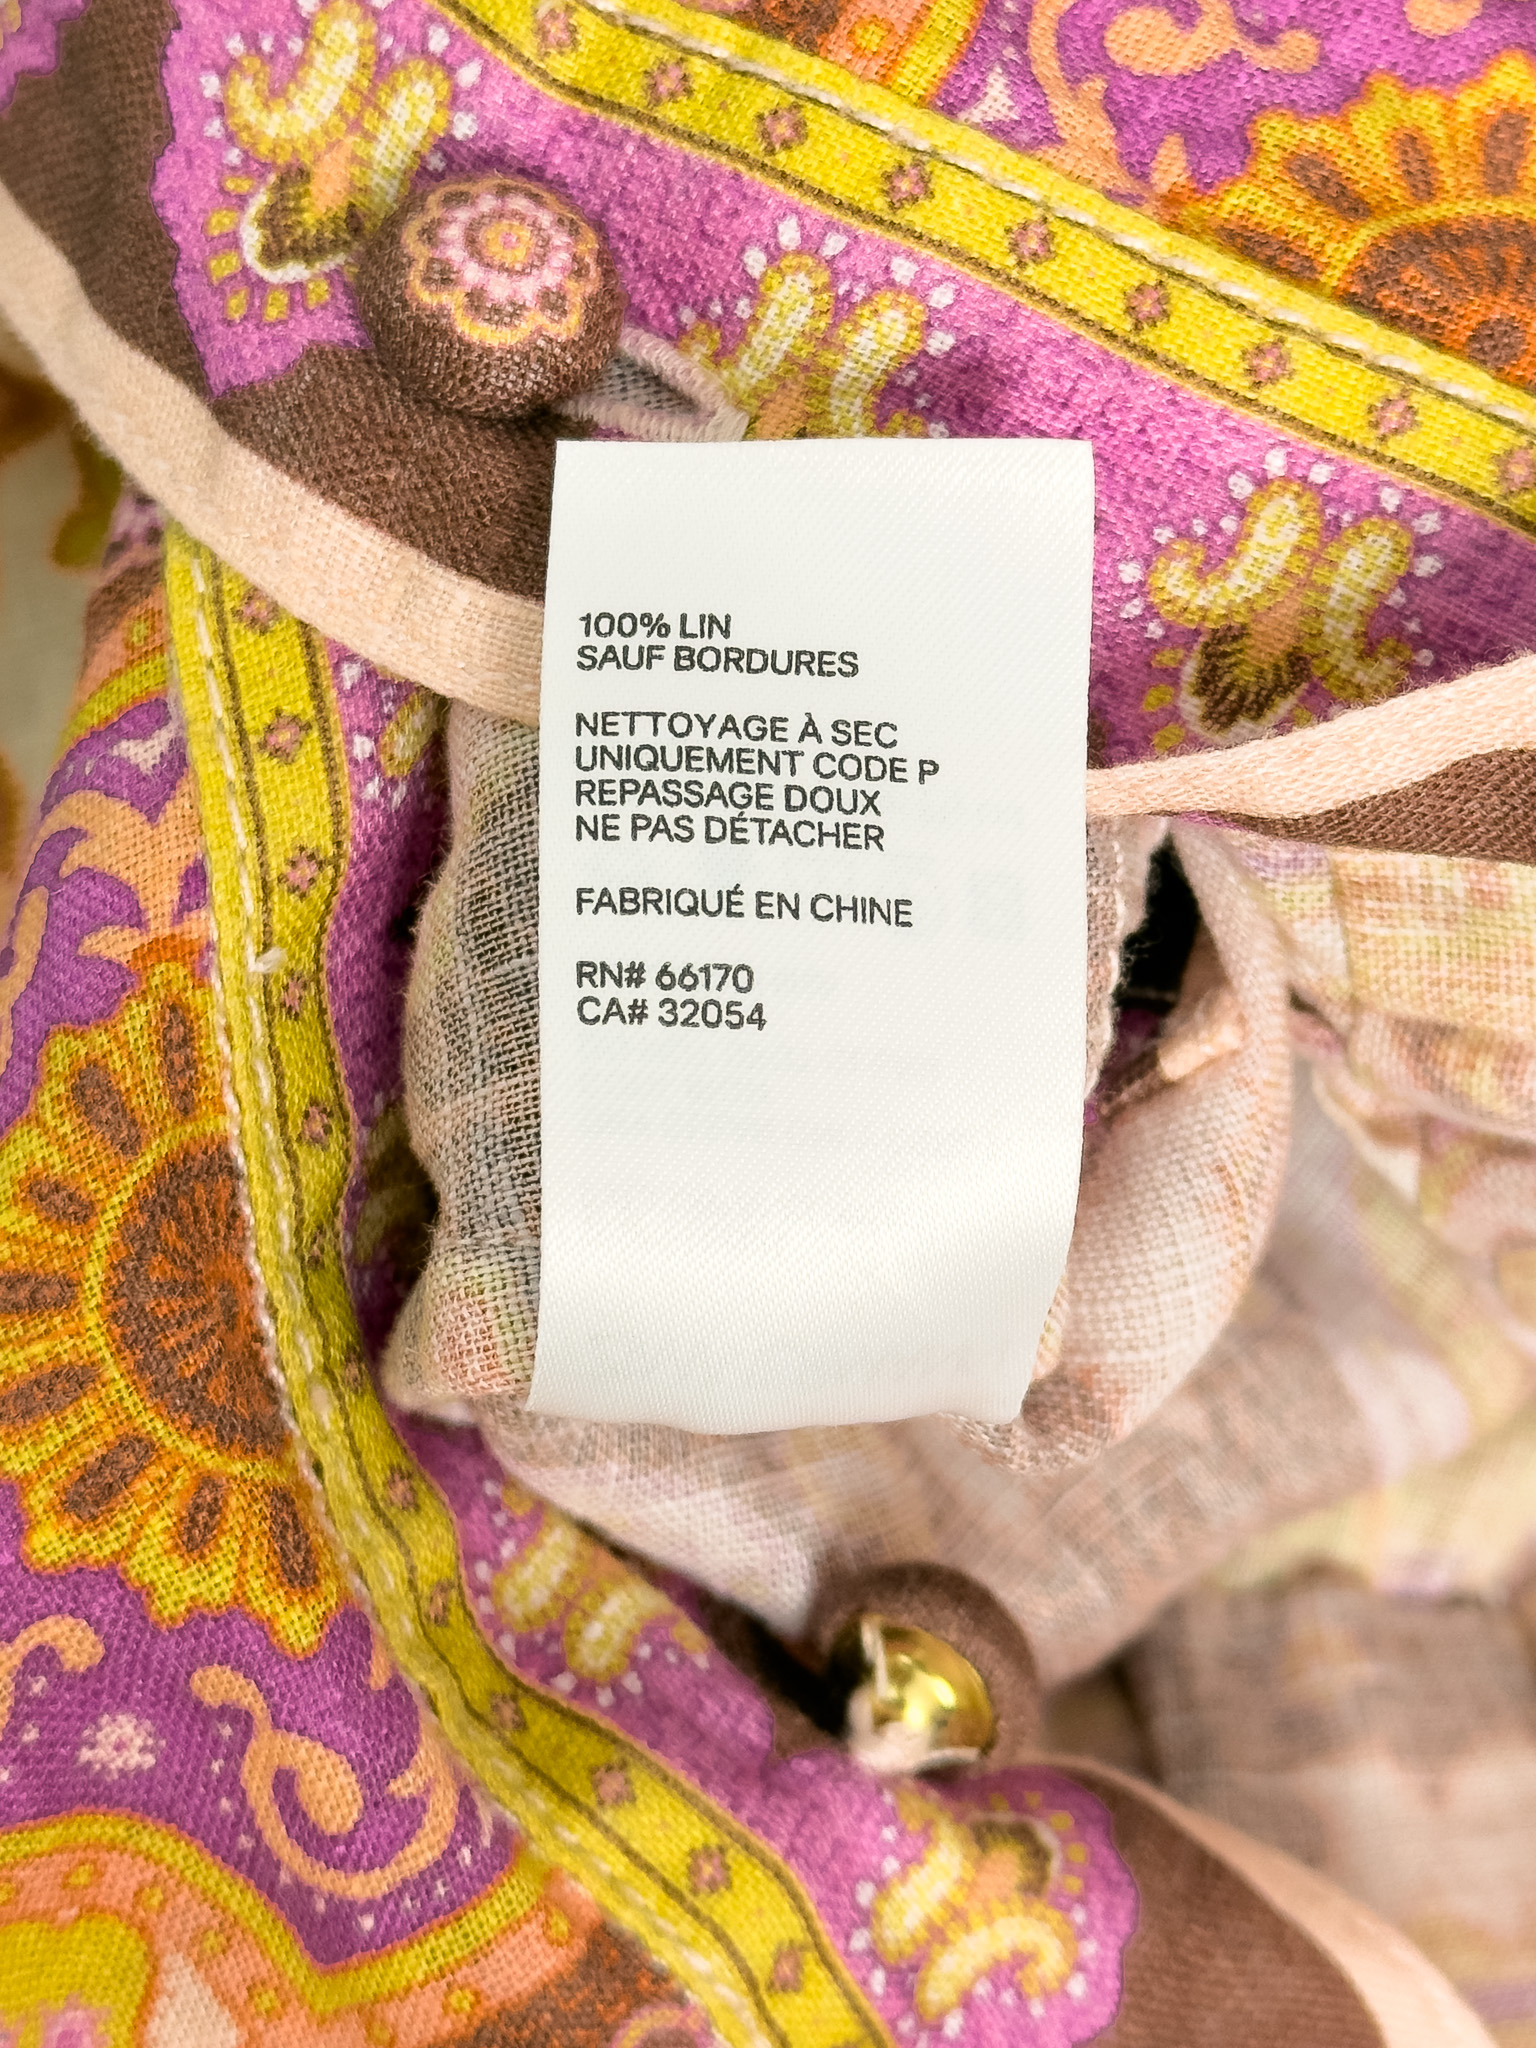 100% LIN
SAUF BORDURES
NETTOYAGE À SEC
UNIQUEMENT CODE P
REPASSAGE DOUX
NE PAS DÉTACHER
FABRIQUÉ EN CHINE
RN# 66170
CA# 32054